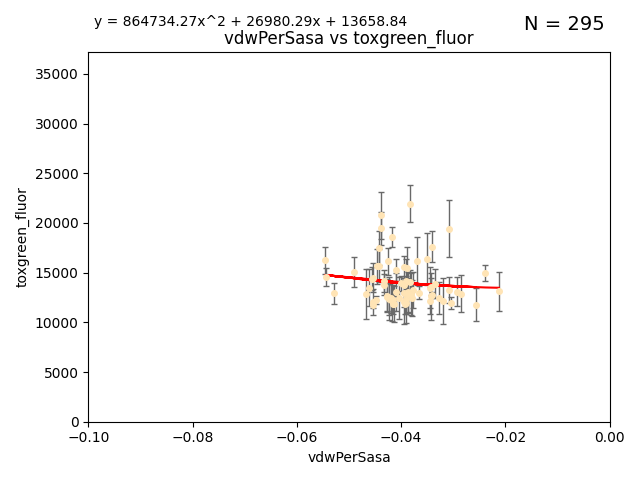 y = 864734.27x^2 + 26980.29x + 13658.84
N = 295
vdwPerSasa vs toxgreen_fluor
35000
30000
25000
20000
15000
10000
5000
0
toxgreen_fluor
−0.10
−0.08
−0.06
−0.04
−0.02
0.00
vdwPerSasa